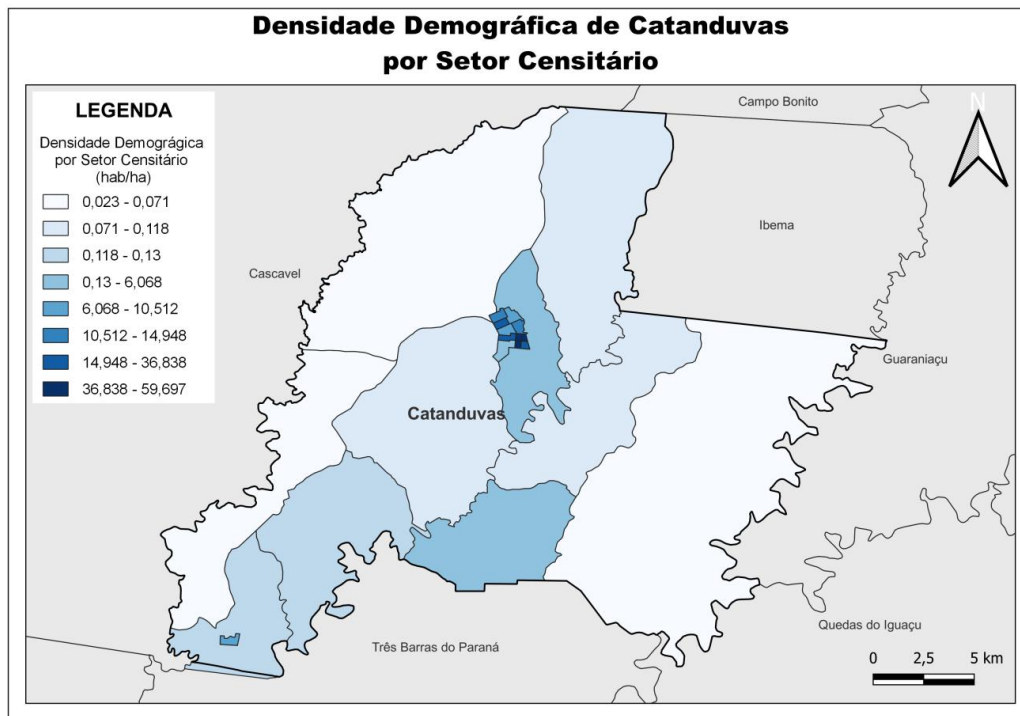 Densidade Demográfica de Catanduvas
por Setor Censitário
LEGENDA
Densidade Demográgica
por Setor Censitário
(hab/ha)
0,023 - 0,071
0,071 - 0,118
0,118 - 0,13
0,13 - 6,068
6,068 - 10,512
10,512 - 14,948
14,948 - 36,838
36,838 - 59,697
Campo Bonito
N
Ibema
Cascavel
Guaraniaçu
Catanduvas
Quedas do Iguaçu
Três Barras do Paraná
0 2,5 5 km